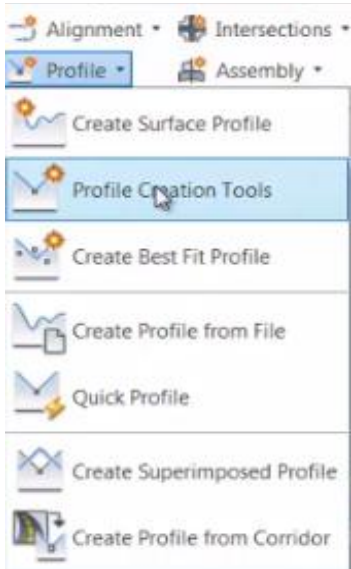 Alignment Intersections
Profile Assembly
Create Surface Profile
Profile Creation Tools
Create Best Fit Profile
Create Profile from File
Quick Profile
Create Superimposed Profile
Create Profile from Corridor